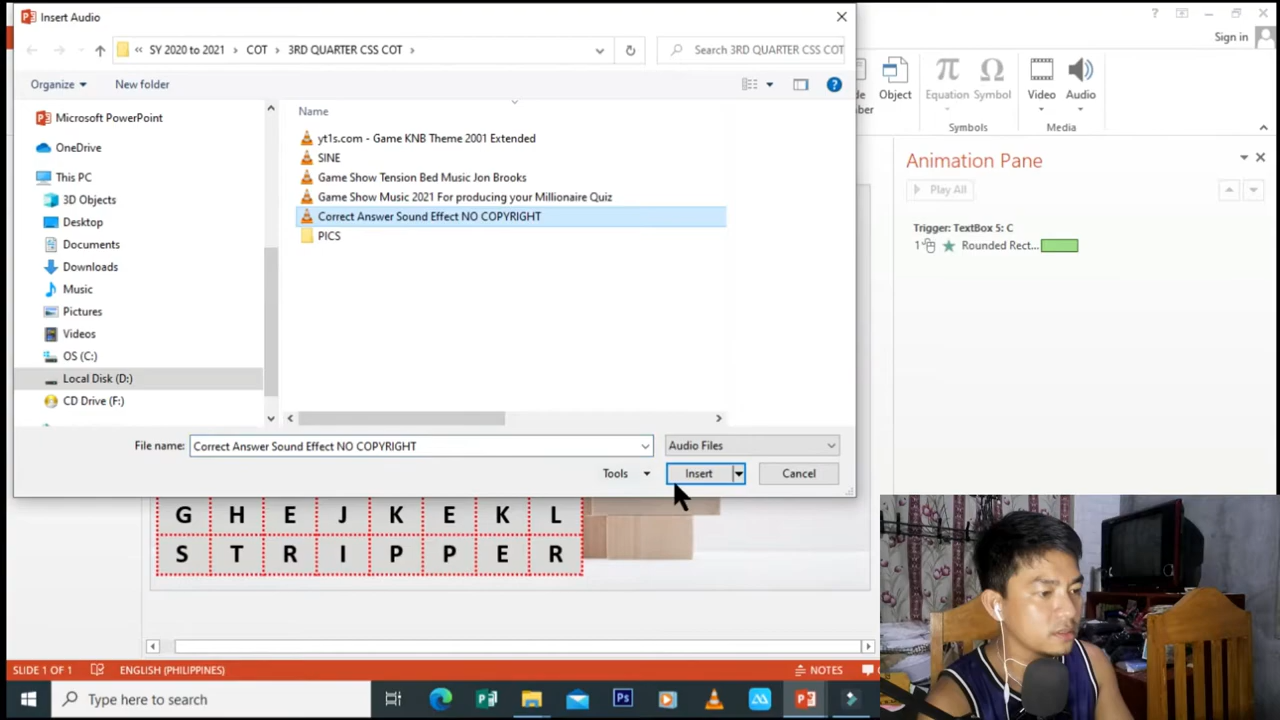 Insert Audio
SY 2020 to 2021
COT
3RD QUARTER CSS COT
Search 3RD QUARTER CSS COT
Sign in
Organize
New folder
Object
Equation
Symbol
Video
Audio
Symbols
Media
Name
Microsoft PowerPoint
OneDrive
This PC
3D Objects
Desktop
Documents
Downloads
Music
Pictures
Videos
OS (C:)
Local Disk (D:)
CD Drive (F:)
yt1s.com - Game KNB Theme 2001 Extended
SINE
Game Show Tension Bed Music Jon Brooks
Game Show Music 2021 For producing your Millionaire Quiz
Correct Answer Sound Effect NO COPYRIGHT
PICS
Animation Pane
Play All
Trigger: TextBox 5: C
1 Rounded Rect...
File name: Correct Answer Sound Effect NO COPYRIGHT
Audio Files
Tools
Insert
Cancel
G H E J K E K L
S T R I P P E R
SLIDE 1 OF 1
ENGLISH (PHILIPPINES)
NOTES
Type here to search
Ps